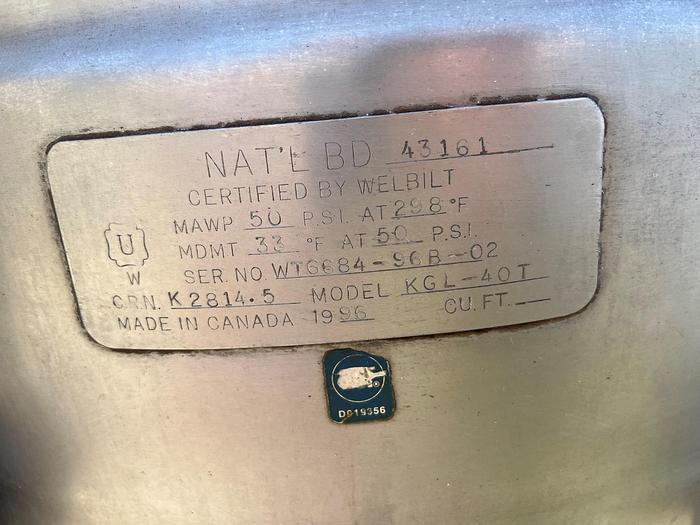 NAT'L BD 43161
CERTIFIED BY WELBILT
MAWP 50 P.S.I. AT 298 °F
MDMT 33 °F AT 50 P.S.I.
U
W
SER. NO. WT6684-96B-02
CRN. K2814.5 MODEL KGL-40T
MADE IN CANADA 1996 CU. FT.
D019356